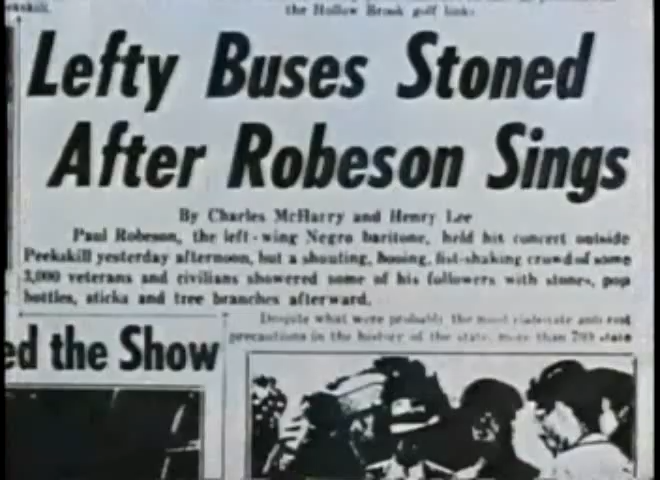 the Hollow Brook golf links
Lefty Buses Stoned
After Robeson Sings
By Charles McHarry and Henry Lee
Paul Robeson, the left-wing Negro baritone, held his concert outside
Peekskill yesterday afternoon, but a shouting, booing, fist-shaking crowd of some
3,000 veterans and civilians showered some of his followers with stones, pop
bottles, sticks and tree branches afterward.
Despite what were probably the most elaborate anti-red
precautions in the history of the state, more than 700 state
ed the Show